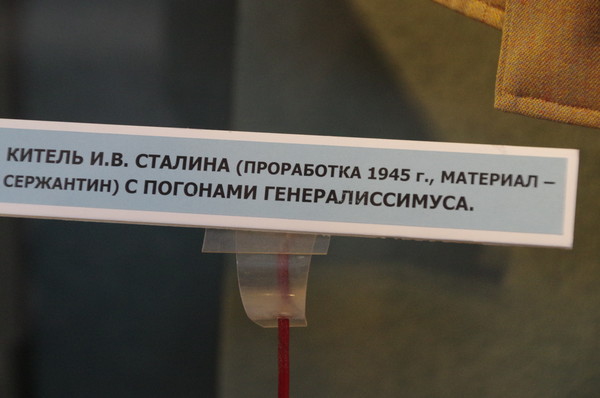 КИТЕЛЬ И.В. СТАЛИНА (ПРОРАБОТКА 1945 г., МАТЕРИАЛ –
СЕРЖАНТИН) С ПОГОНАМИ ГЕНЕРАЛИССИМУСА.